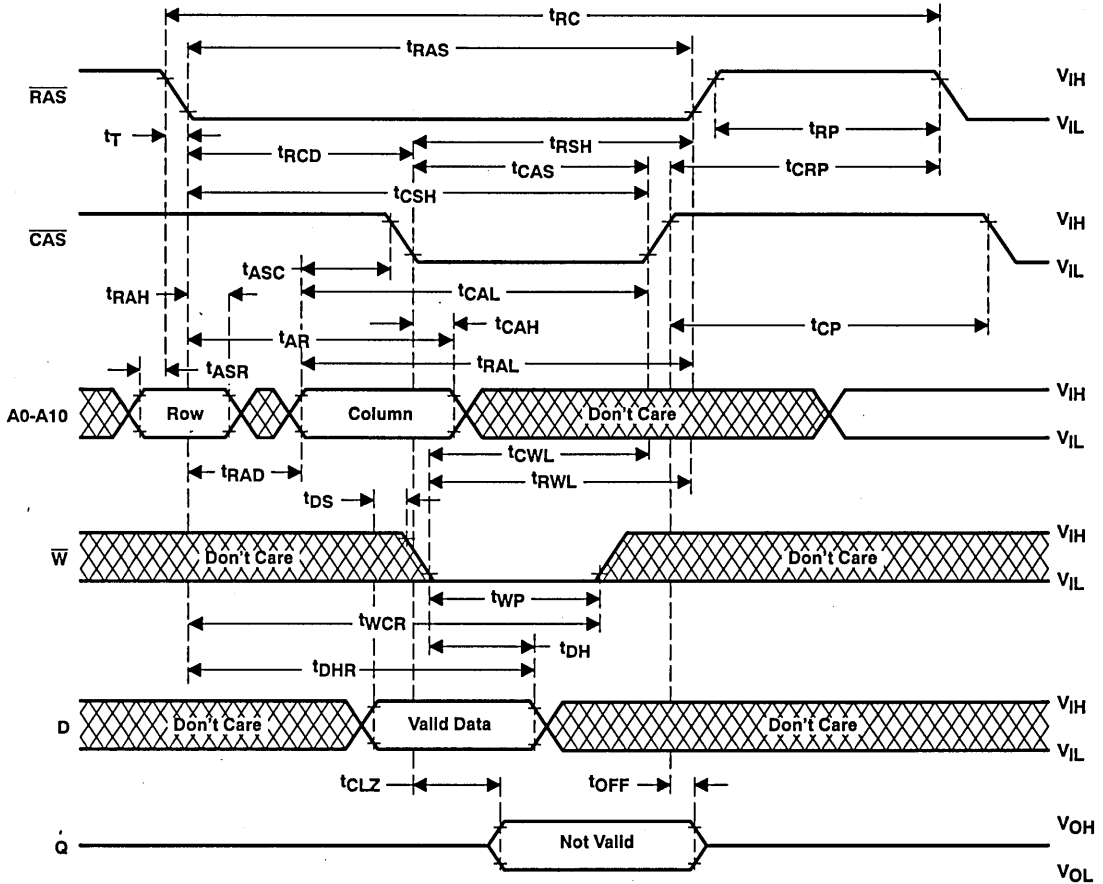 tRC
tRAS
RAS
VIH
VIL
tT
tRP
tRCD
tRSH
tCAS
tCRP
tCSH
CAS
VIH
VIL
tASC
tRAH
tCAL
tCAH
tCP
tAR
tRAL
tASR
A0-A10
Row
Column
Don't Care
VIH
VIL
tCWL
tRAD
tRWL
tDS
W
Don't Care
Don't Care
VIH
VIL
tWP
tWCR
tDH
tDHR
D
Don't Care
Valid Data
Don't Care
VIH
VIL
tCLZ
tOFF
Q
Not Valid
VOH
VOL